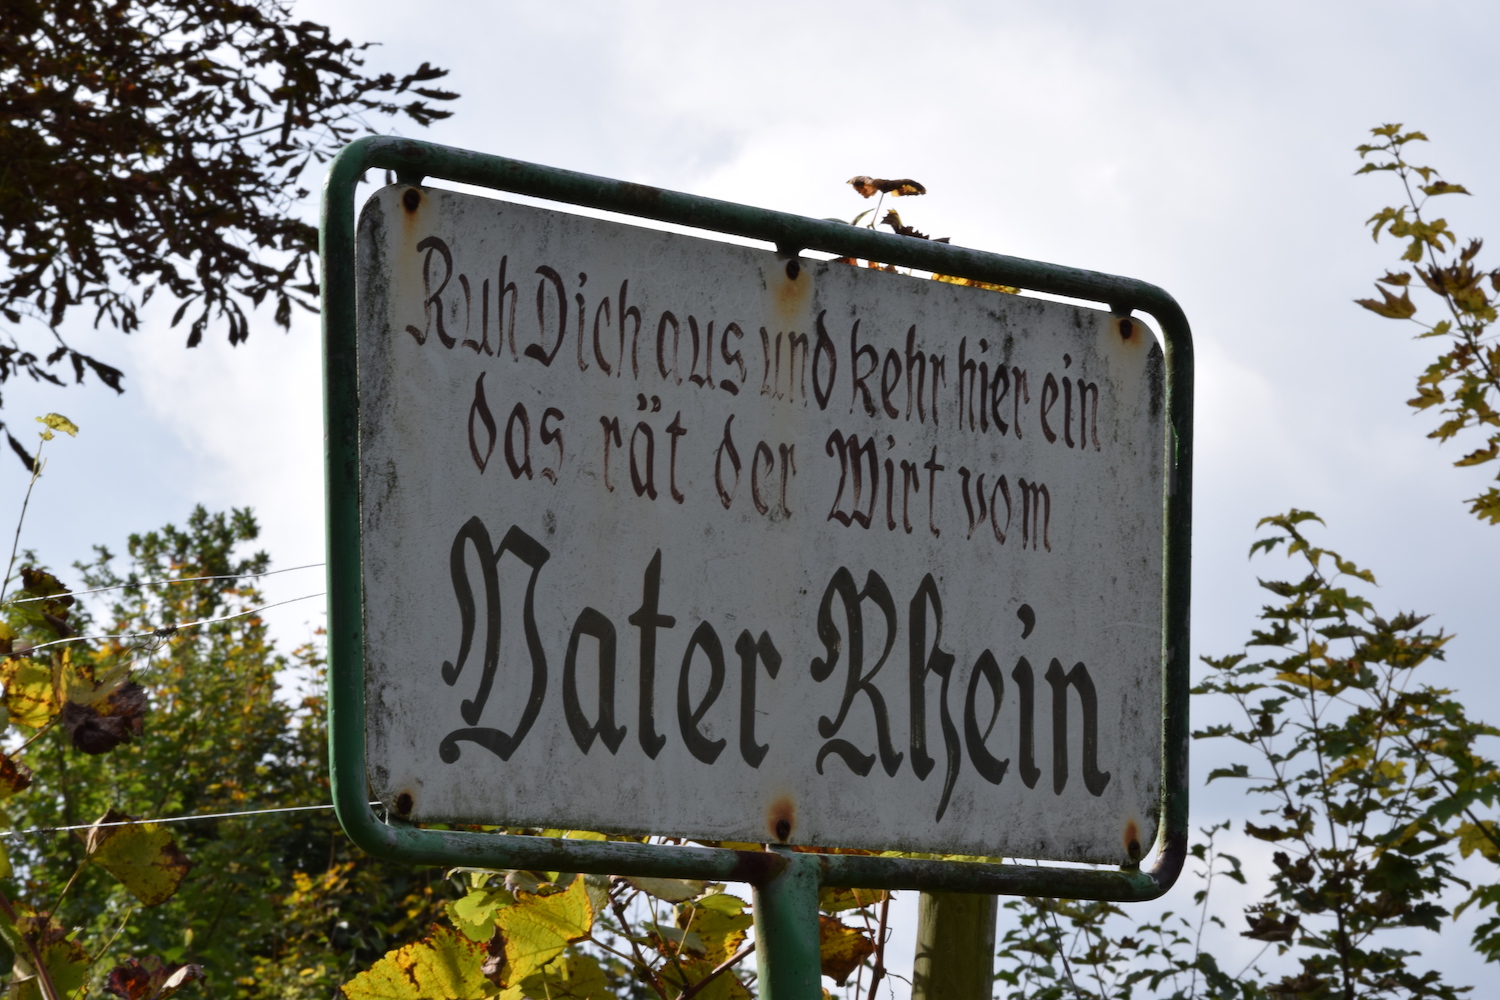 Ruh Dich aus und kehr hier ein
das rät der Wirt vom
Vater Rhein